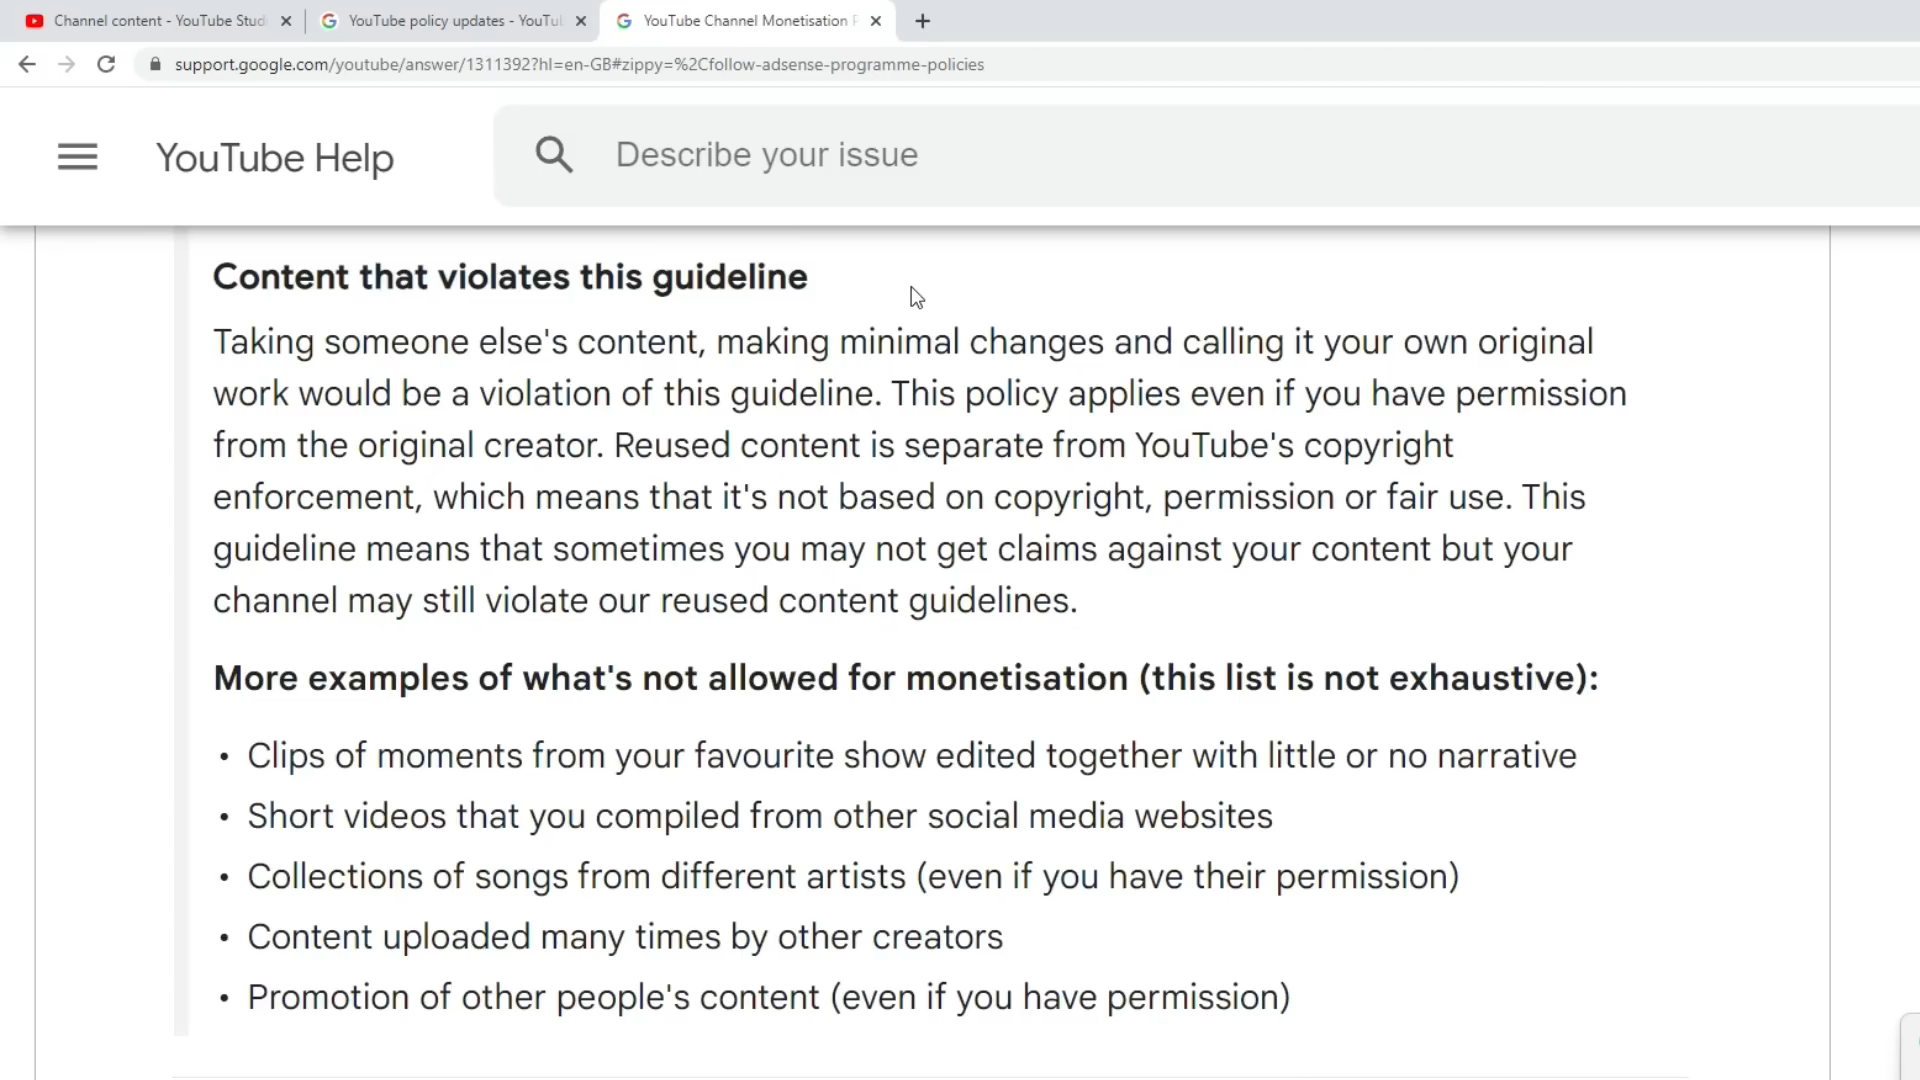 Channel content - YouTube Stud
YouTube policy updates - YouTu
YouTube Channel Monetisation P
support.google.com/youtube/answer/1311392?hl=en-GB#zippy=%2Cfollow-adsense-programme-policies
YouTube Help
Describe your issue
Content that violates this guideline
Taking someone else's content, making minimal changes and calling it your own original
work would be a violation of this guideline. This policy applies even if you have permission
from the original creator. Reused content is separate from YouTube's copyright
enforcement, which means that it's not based on copyright, permission or fair use. This
guideline means that sometimes you may not get claims against your content but your
channel may still violate our reused content guidelines.
More examples of what's not allowed for monetisation (this list is not exhaustive):
• Clips of moments from your favourite show edited together with little or no narrative
• Short videos that you compiled from other social media websites
• Collections of songs from different artists (even if you have their permission)
• Content uploaded many times by other creators
• Promotion of other people's content (even if you have permission)